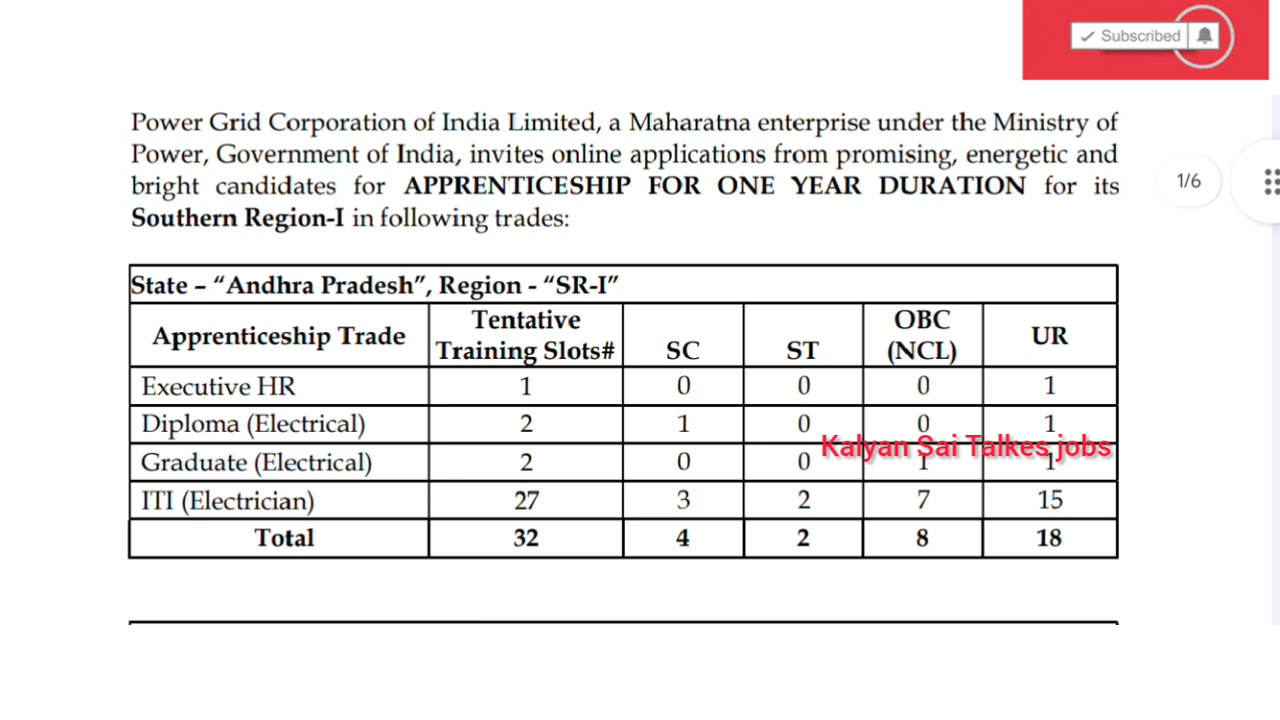 Subscribed
Power Grid Corporation of India Limited, a Maharatna enterprise under the Ministry of
Power, Government of India, invites online applications from promising, energetic and
bright candidates for APPRENTICESHIP FOR ONE YEAR DURATION for its
Southern Region-I in following trades:
1/6
State – “Andhra Pradesh”, Region - “SR-I”
Apprenticeship Trade Tentative Training Slots# SC ST OBC (NCL) UR
Executive HR 1 0 0 0 1
Diploma (Electrical) 2 1 0 0 1
Kalyan Sai Talkes jobs
Graduate (Electrical) 2 0 0 1 1
ITI (Electrician) 27 3 2 7 15
Total 32 4 2 8 18